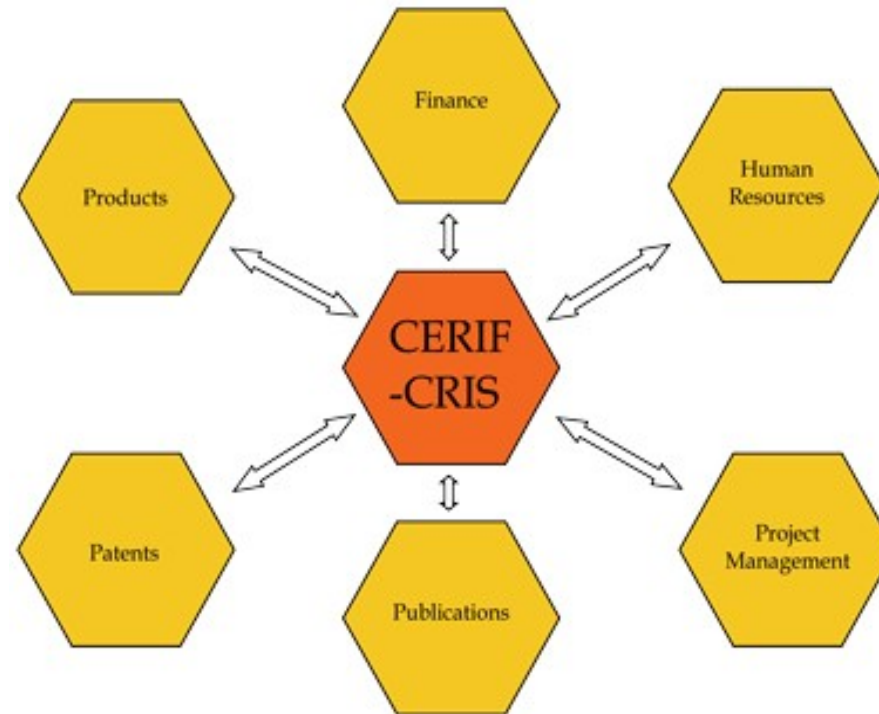 Finance
Products
Human
Resources
CERIF
-CRIS
Patents
Project
Management
Publications